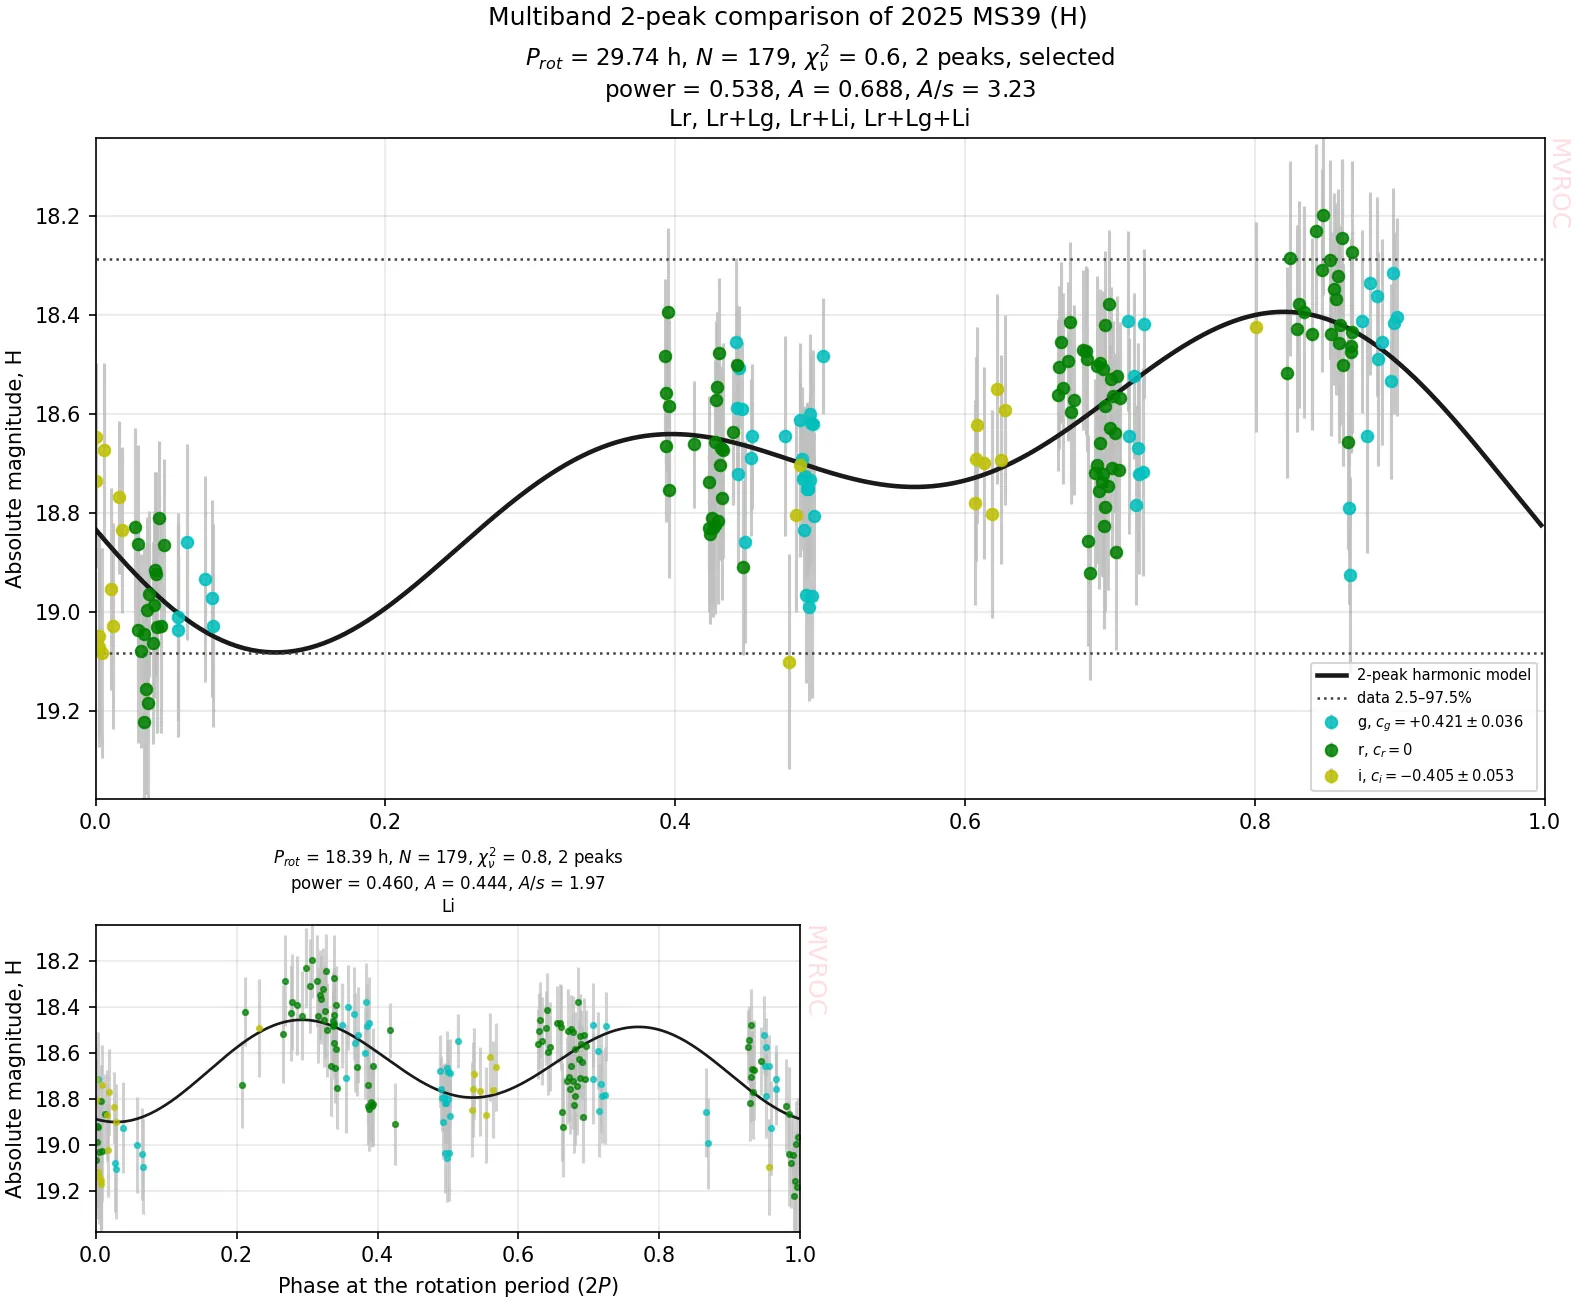 Multiband 2-peak comparison of 2025 MS39 (H)
P_rot = 29.74 h, N = 179, χ²_ν = 0.6, 2 peaks, selected
power = 0.538, A = 0.688, A/s = 3.23
Lr, Lr+Lg, Lr+Li, Lr+Lg+Li
MVROC
Absolute magnitude, H
18.2
18.4
18.6
18.8
19.0
19.2
2-peak harmonic model
data 2.5–97.5%
g, c_g = +0.421 ± 0.036
r, c_r = 0
i, c_i = −0.405 ± 0.053
0.0 0.2 0.4 0.6 0.8 1.0
P_rot = 18.39 h, N = 179, χ²_ν = 0.8, 2 peaks
power = 0.460, A = 0.444, A/s = 1.97
Li
MVROC
Absolute magnitude, H
18.2
18.4
18.6
18.8
19.0
19.2
0.0 0.2 0.4 0.6 0.8 1.0
Phase at the rotation period (2P)